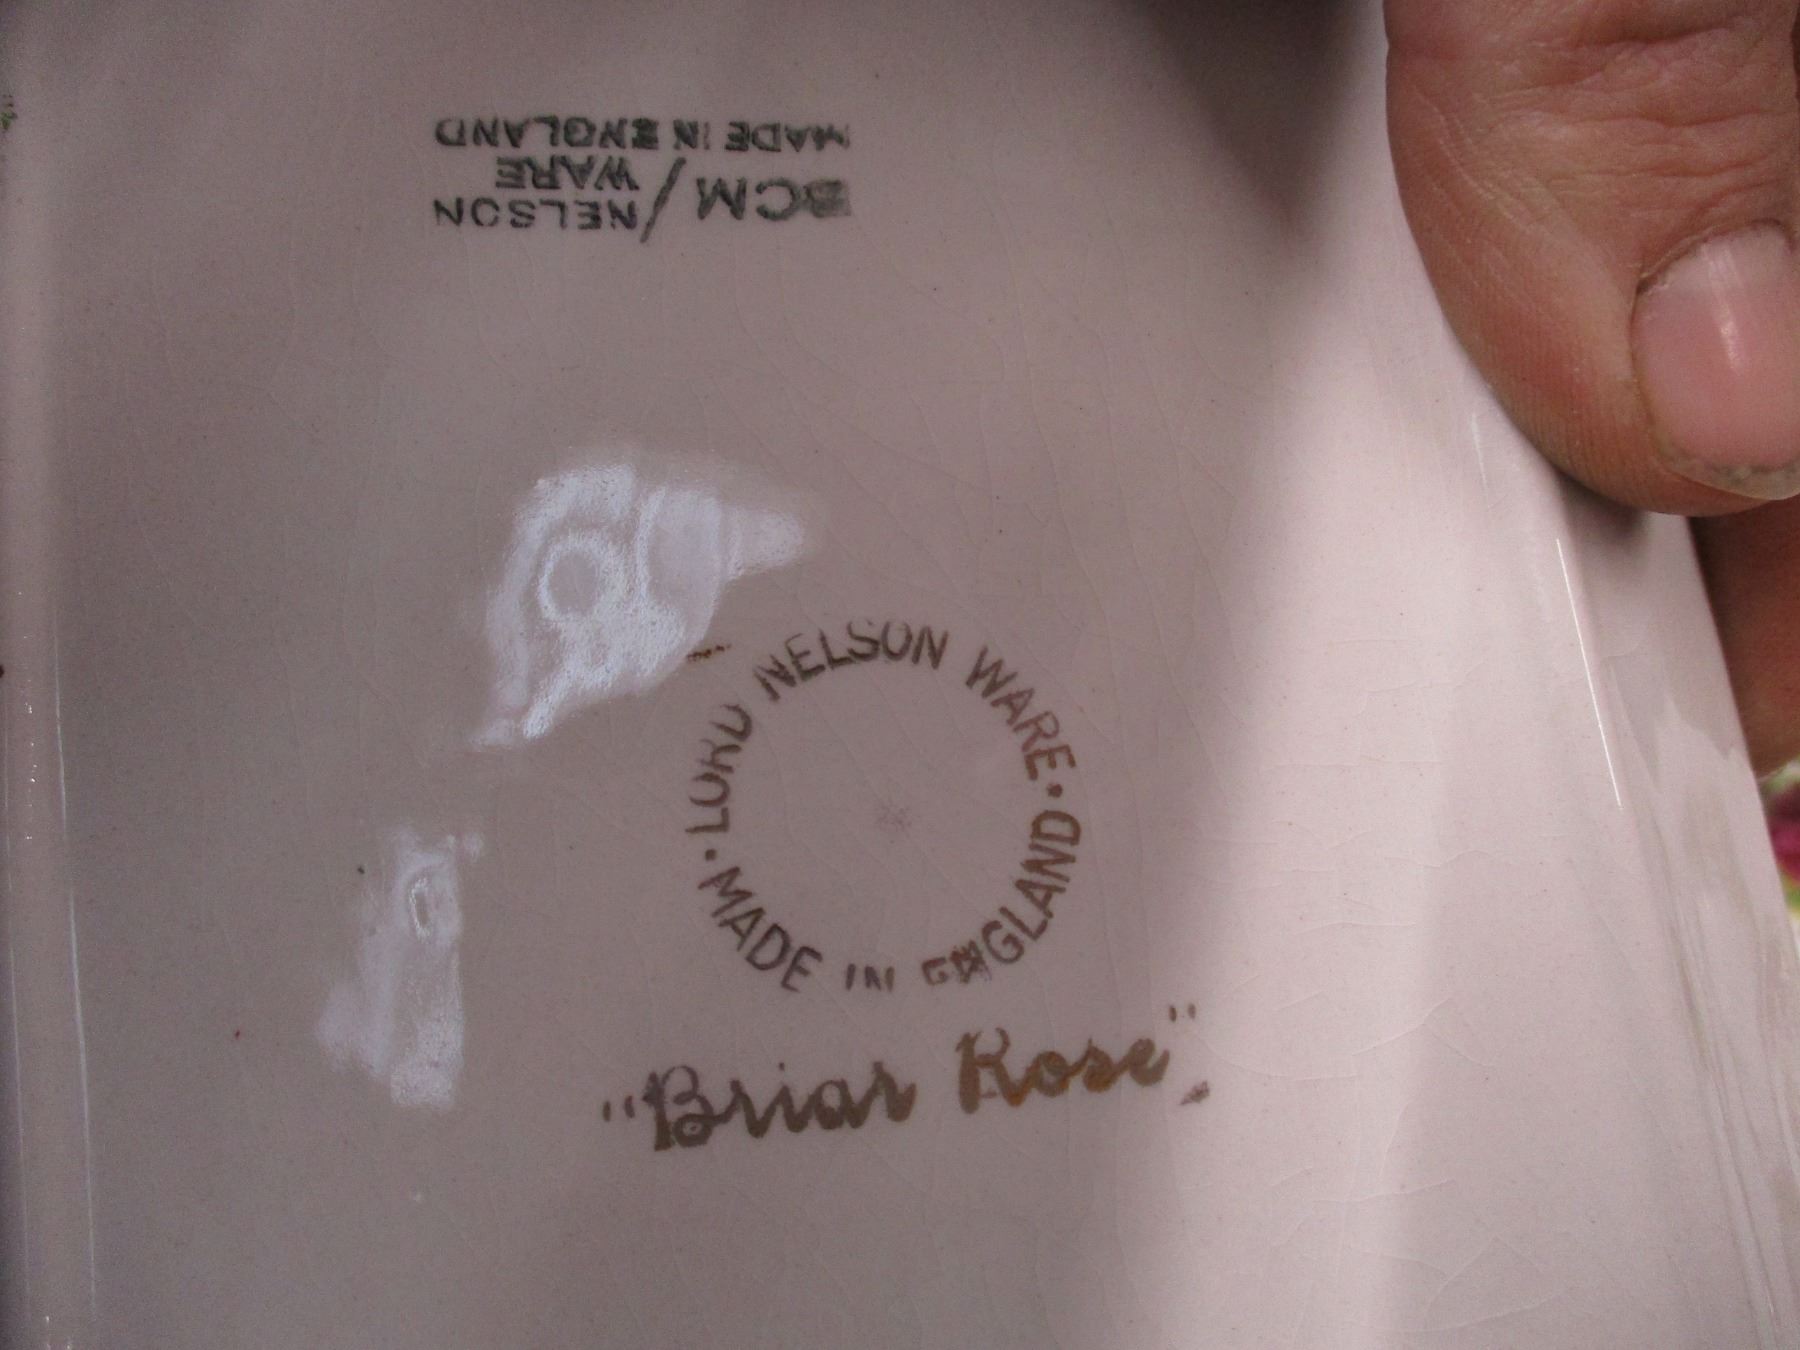 BCM/NELSON
WARE
MADE IN ENGLAND
· LORD NELSON WARE ·
MADE IN ENGLAND
"Briar Rose"